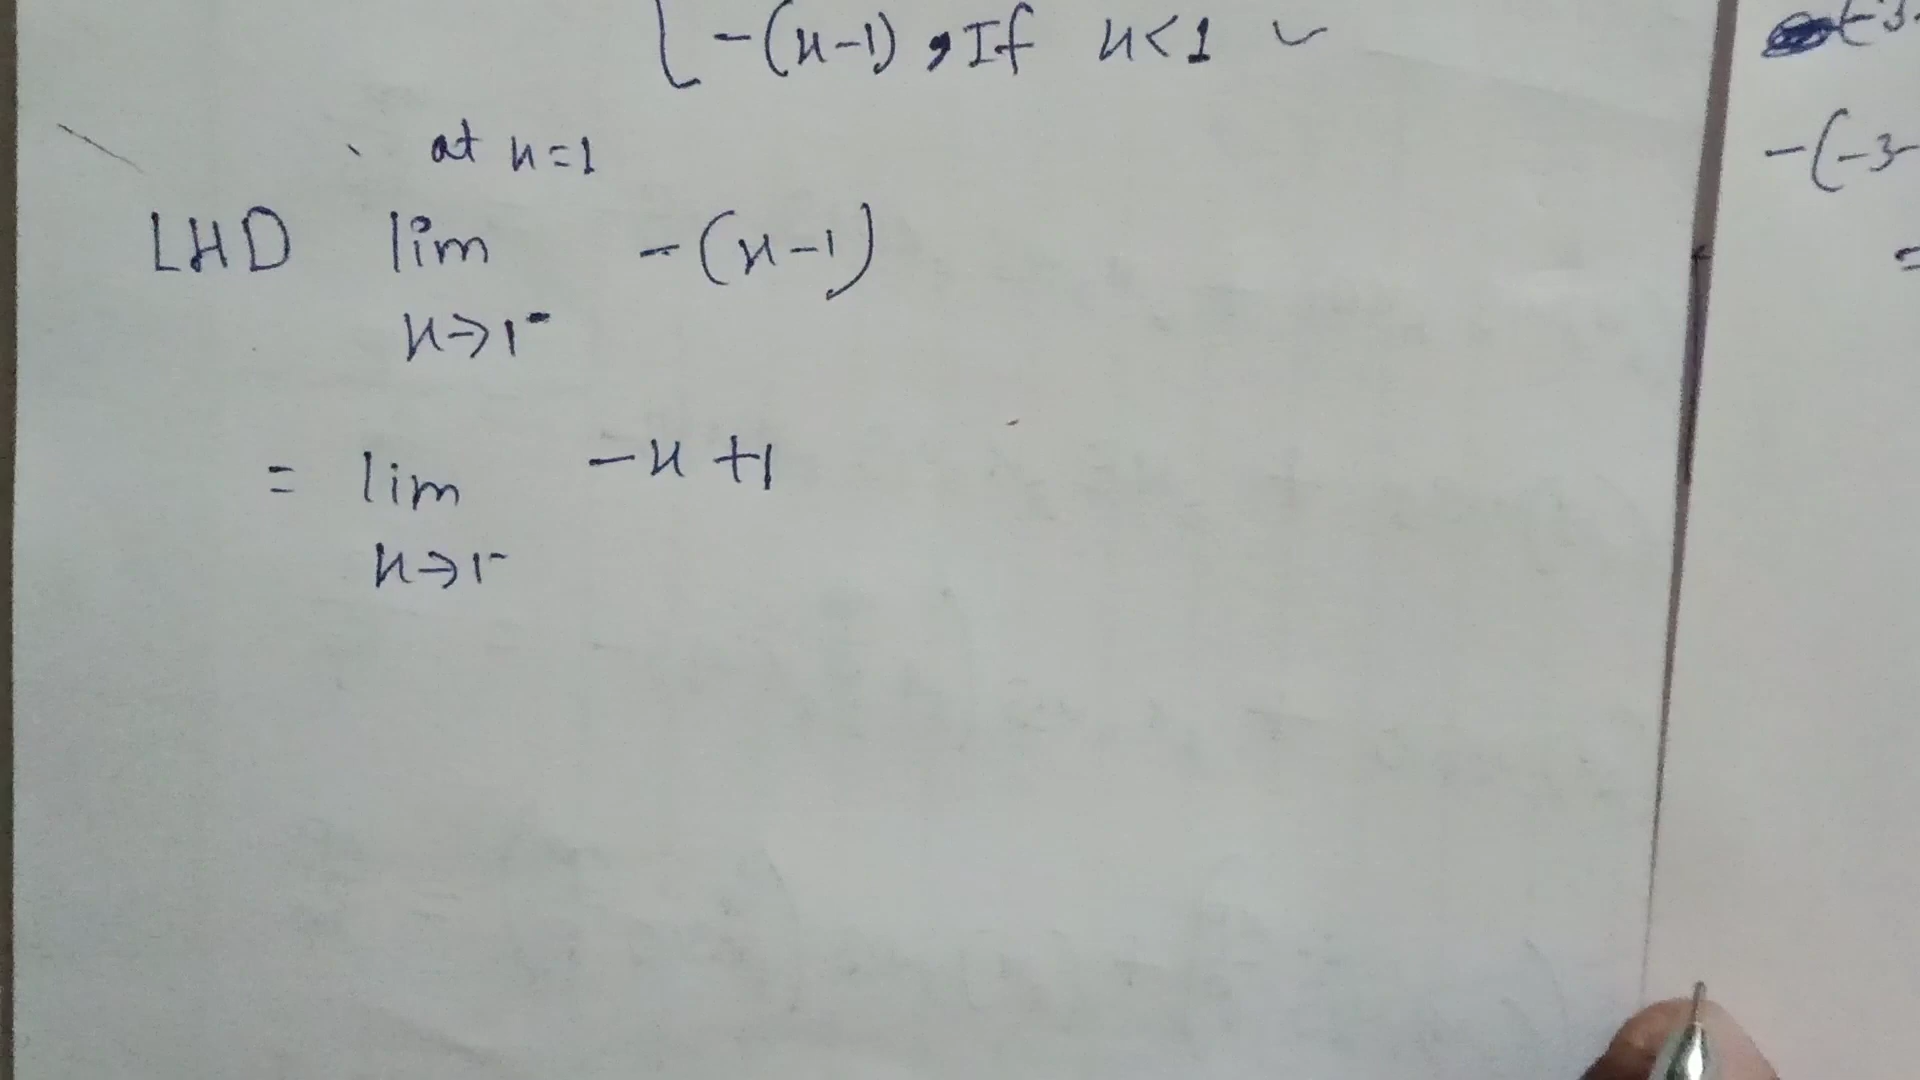 { -(x-1), If x<1
at x=1
LHD lim -(x-1)
x→1⁻
= lim -x+1
x→1⁻
-(-3-
=